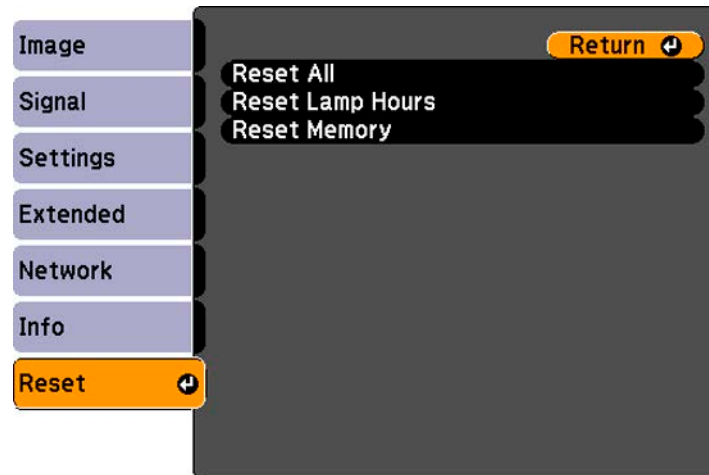 Image
Signal
Settings
Extended
Network
Info
Reset
Return
Reset All
Reset Lamp Hours
Reset Memory